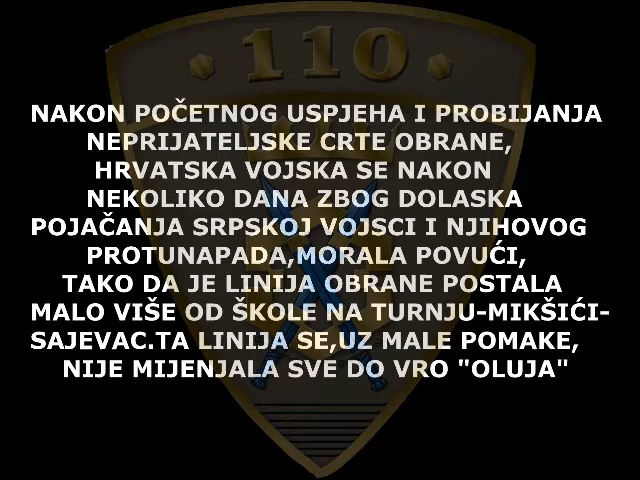 110
NAKON POČETNOG USPJEHA I PROBIJANJA
NEPRIJATELJSKE CRTE OBRANE,
HRVATSKA VOJSKA SE NAKON
NEKOLIKO DANA ZBOG DOLASKA
POJAČANJA SRPSKOJ VOJSCI I NJIHOVOG
PROTUNAPADA,MORALA POVUĆI,
TAKO DA JE LINIJA OBRANE POSTALA
MALO VIŠE OD ŠKOLE NA TURNJU-MIKŠIĆI-
SAJEVAC.TA LINIJA SE,UZ MALE POMAKE,
NIJE MIJENJALA SVE DO VRO "OLUJA"